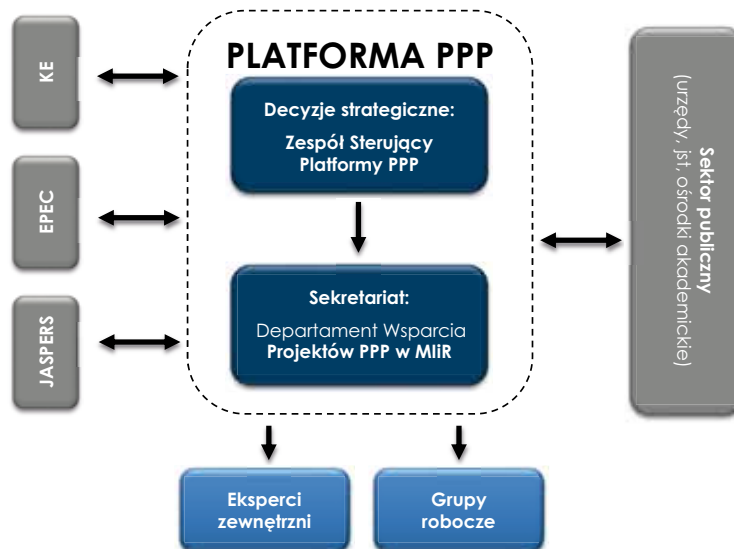 PLATFORMA PPP
Decyzje strategiczne:
Zespół Sterujący
Platformy PPP
Sekretariat:
Departament Wsparcia
Projektów PPP w MIiR
KE
EPEC
JASPERS
Sektor publiczny
(urzędy, jst, ośrodki akademickie)
Eksperci
zewnętrzni
Grupy
robocze